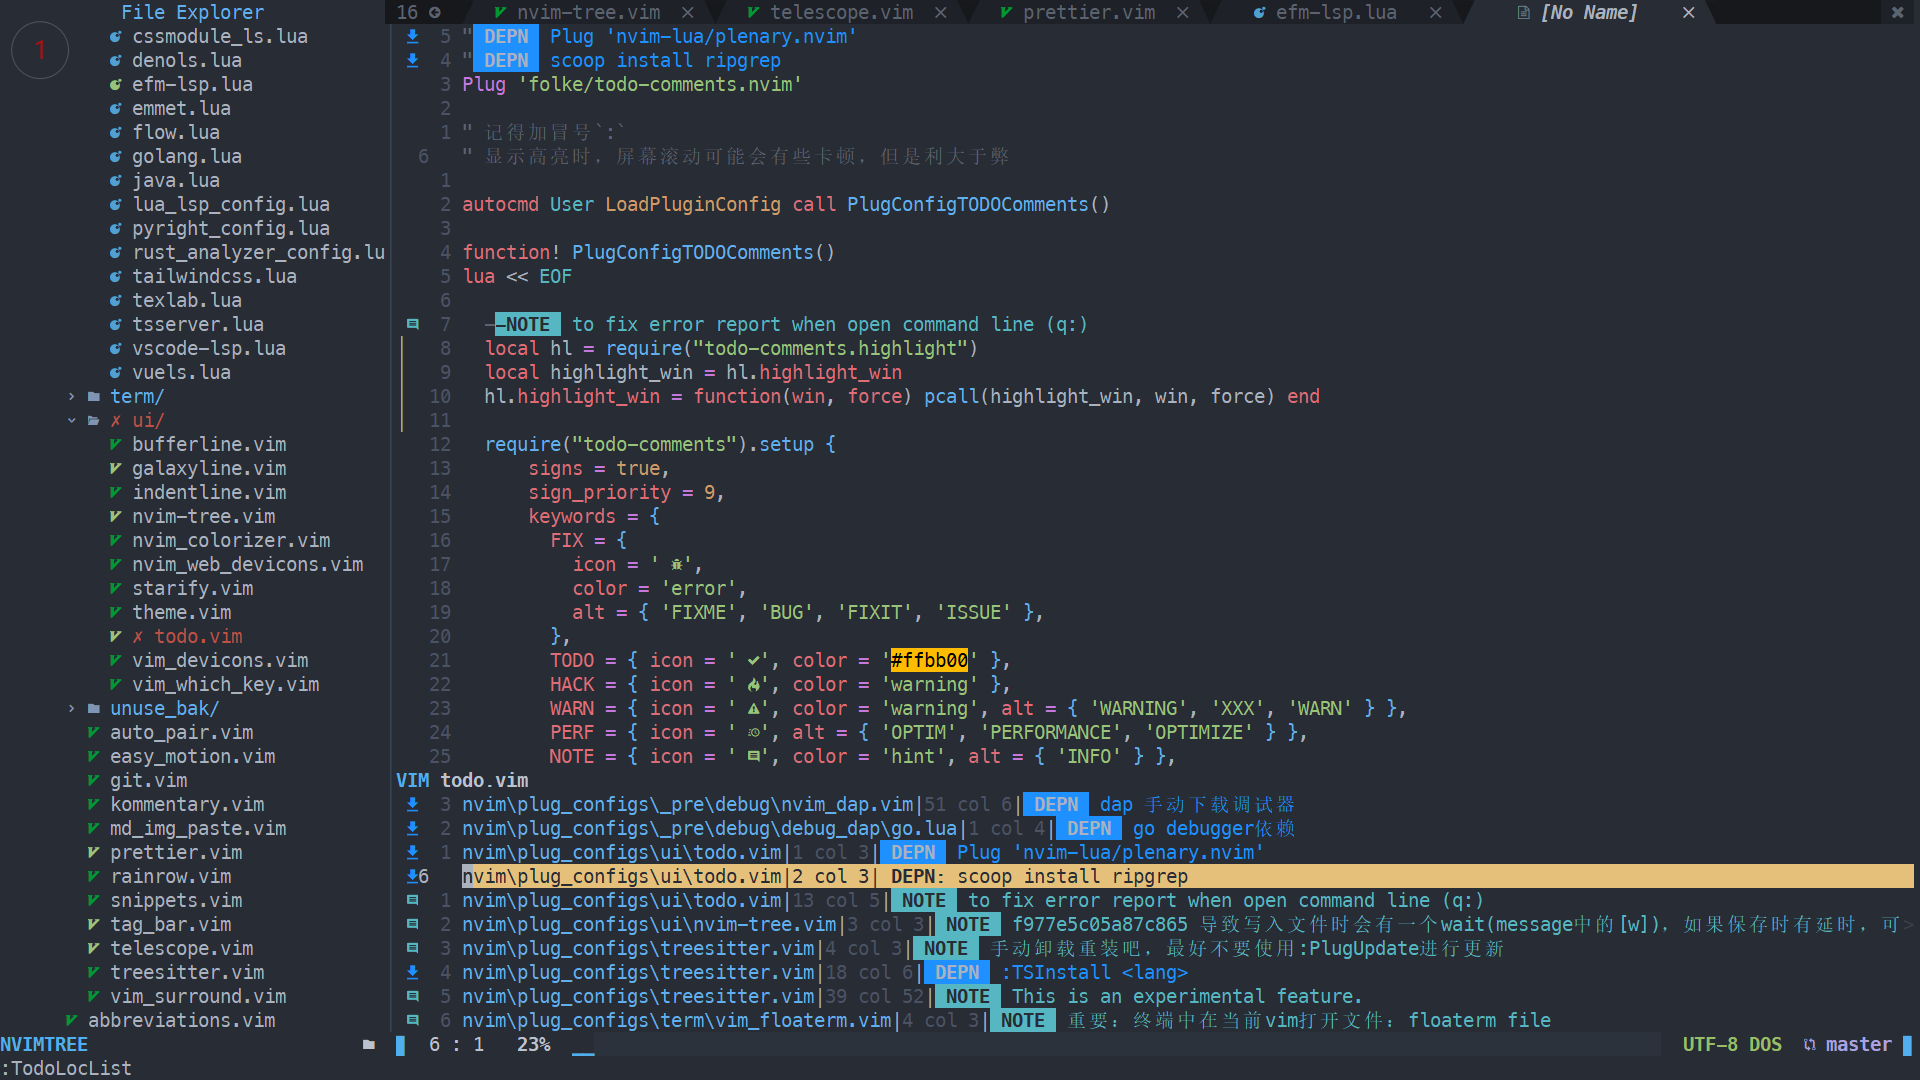 File Explorer
1
cssmodule_ls.lua
denols.lua
efm-lsp.lua
emmet.lua
flow.lua
golang.lua
java.lua
lua_lsp_config.lua
pyright_config.lua
rust_analyzer_config.lu
tailwindcss.lua
texlab.lua
tsserver.lua
vscode-lsp.lua
vuels.lua
› term/
✗ ui/
bufferline.vim
galaxyline.vim
indentline.vim
nvim-tree.vim
nvim_colorizer.vim
nvim_web_devicons.vim
starify.vim
theme.vim
✗ todo.vim
vim_devicons.vim
vim_which_key.vim
› unuse_bak/
auto_pair.vim
easy_motion.vim
git.vim
kommentary.vim
md_img_paste.vim
prettier.vim
rainrow.vim
snippets.vim
tag_bar.vim
telescope.vim
treesitter.vim
vim_surround.vim
abbreviations.vim
NVIMTREE
16 nvim-tree.vim × telescope.vim × prettier.vim × efm-lsp.lua × [No Name] × ✖
5 " DEPN Plug 'nvim-lua/plenary.nvim'
4 " DEPN scoop install ripgrep
3 Plug 'folke/todo-comments.nvim'
2
1 " 记得加冒号`:`
6 " 显示高亮时，屏幕滚动可能会有些卡顿，但是利大于弊
1
2 autocmd User LoadPluginConfig call PlugConfigTODOComments()
3
4 function! PlugConfigTODOComments()
5 lua << EOF
6
7 --NOTE to fix error report when open command line (q:)
8 local hl = require("todo-comments.highlight")
9 local highlight_win = hl.highlight_win
10 hl.highlight_win = function(win, force) pcall(highlight_win, win, force) end
11
12 require("todo-comments").setup {
13 signs = true,
14 sign_priority = 9,
15 keywords = {
16 FIX = {
17 icon = ' ',
18 color = 'error',
19 alt = { 'FIXME', 'BUG', 'FIXIT', 'ISSUE' },
20 },
21 TODO = { icon = ' ', color = '#ffbb00' },
22 HACK = { icon = ' ', color = 'warning' },
23 WARN = { icon = ' ', color = 'warning', alt = { 'WARNING', 'XXX', 'WARN' } },
24 PERF = { icon = ' ', alt = { 'OPTIM', 'PERFORMANCE', 'OPTIMIZE' } },
25 NOTE = { icon = ' ', color = 'hint', alt = { 'INFO' } },
VIM todo.vim
3 nvim\plug_configs\_pre\debug\nvim_dap.vim|51 col 6| DEPN dap 手动下载调试器
2 nvim\plug_configs\_pre\debug\debug_dap\go.lua|1 col 4| DEPN go debugger依赖
1 nvim\plug_configs\ui\todo.vim|1 col 3| DEPN Plug 'nvim-lua/plenary.nvim'
6 nvim\plug_configs\ui\todo.vim|2 col 3| DEPN: scoop install ripgrep
1 nvim\plug_configs\ui\todo.vim|13 col 5| NOTE to fix error report when open command line (q:)
2 nvim\plug_configs\ui\nvim-tree.vim|3 col 3| NOTE f977e5c05a87c865 导致写入文件时会有一个wait(message中的[w])，如果保存时有延时，可>
3 nvim\plug_configs\treesitter.vim|4 col 3| NOTE 手动卸载重装吧，最好不要使用:PlugUpdate进行更新
4 nvim\plug_configs\treesitter.vim|18 col 6| DEPN :TSInstall <lang>
5 nvim\plug_configs\treesitter.vim|39 col 52| NOTE This is an experimental feature.
6 nvim\plug_configs\term\vim_floaterm.vim|4 col 3| NOTE 重要：终端中在当前vim打开文件：floaterm file
6 : 1 23% UTF-8 DOS master
:TodoLocList